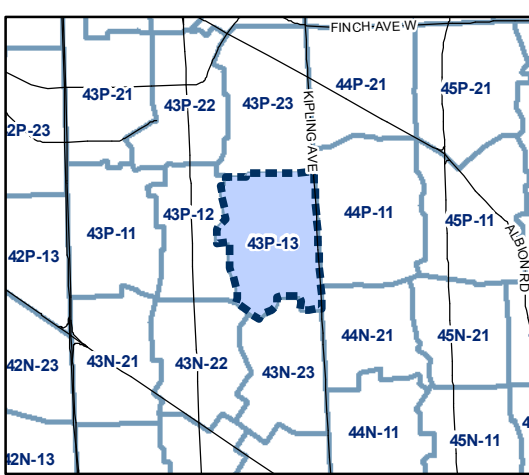 FINCH AVE W
44P-21
45P-21
43P-21
43P-22
43P-23
2P-23
KIPLING AVE
43P-12
44P-11
45P-11
43P-11
43P-13
42P-13
ALBION RD
44N-21
45N-21
42N-23
43N-21
43N-22
43N-23
44N-11
45N-11
4
42N-13